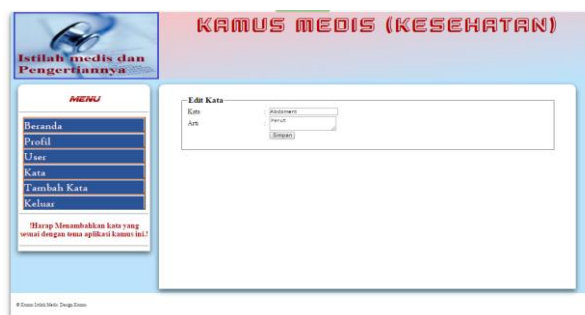 KAMUS MEDIS (KESEHATAN)
Istilah medis dan
Pengertiannya
MENU
Beranda
Profil
User
Kata
Tambah Kata
Keluar
!Harap Menambahkan kata yang
sesuai dengan tema aplikasi kamus ini.!
Edit Kata
Kata :
Arti : Perut
Simpan